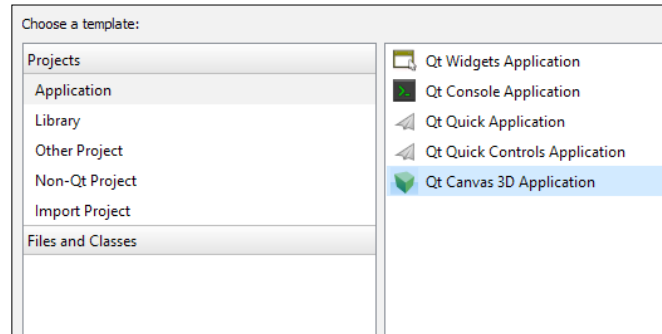 Choose a template:
Projects
Application
Library
Other Project
Non-Qt Project
Import Project
Files and Classes
Qt Widgets Application
Qt Console Application
Qt Quick Application
Qt Quick Controls Application
Qt Canvas 3D Application